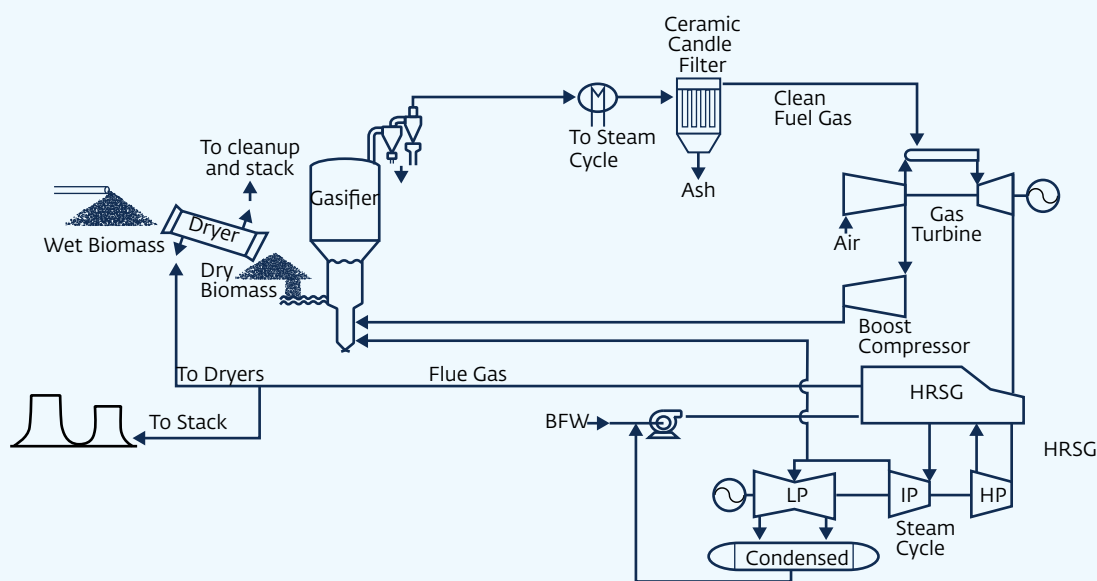 Ceramic
Candle
Filter
Clean
Fuel Gas
To Steam
Cycle
Ash
To cleanup
and stack
Gasifier
Wet Biomass
Dryer
Dry
Biomass
Air
Gas
Turbine
Boost
Compressor
To Dryers
Flue Gas
HRSG
To Stack
BFW
HRSG
LP
IP
HP
Steam
Cycle
Condensed